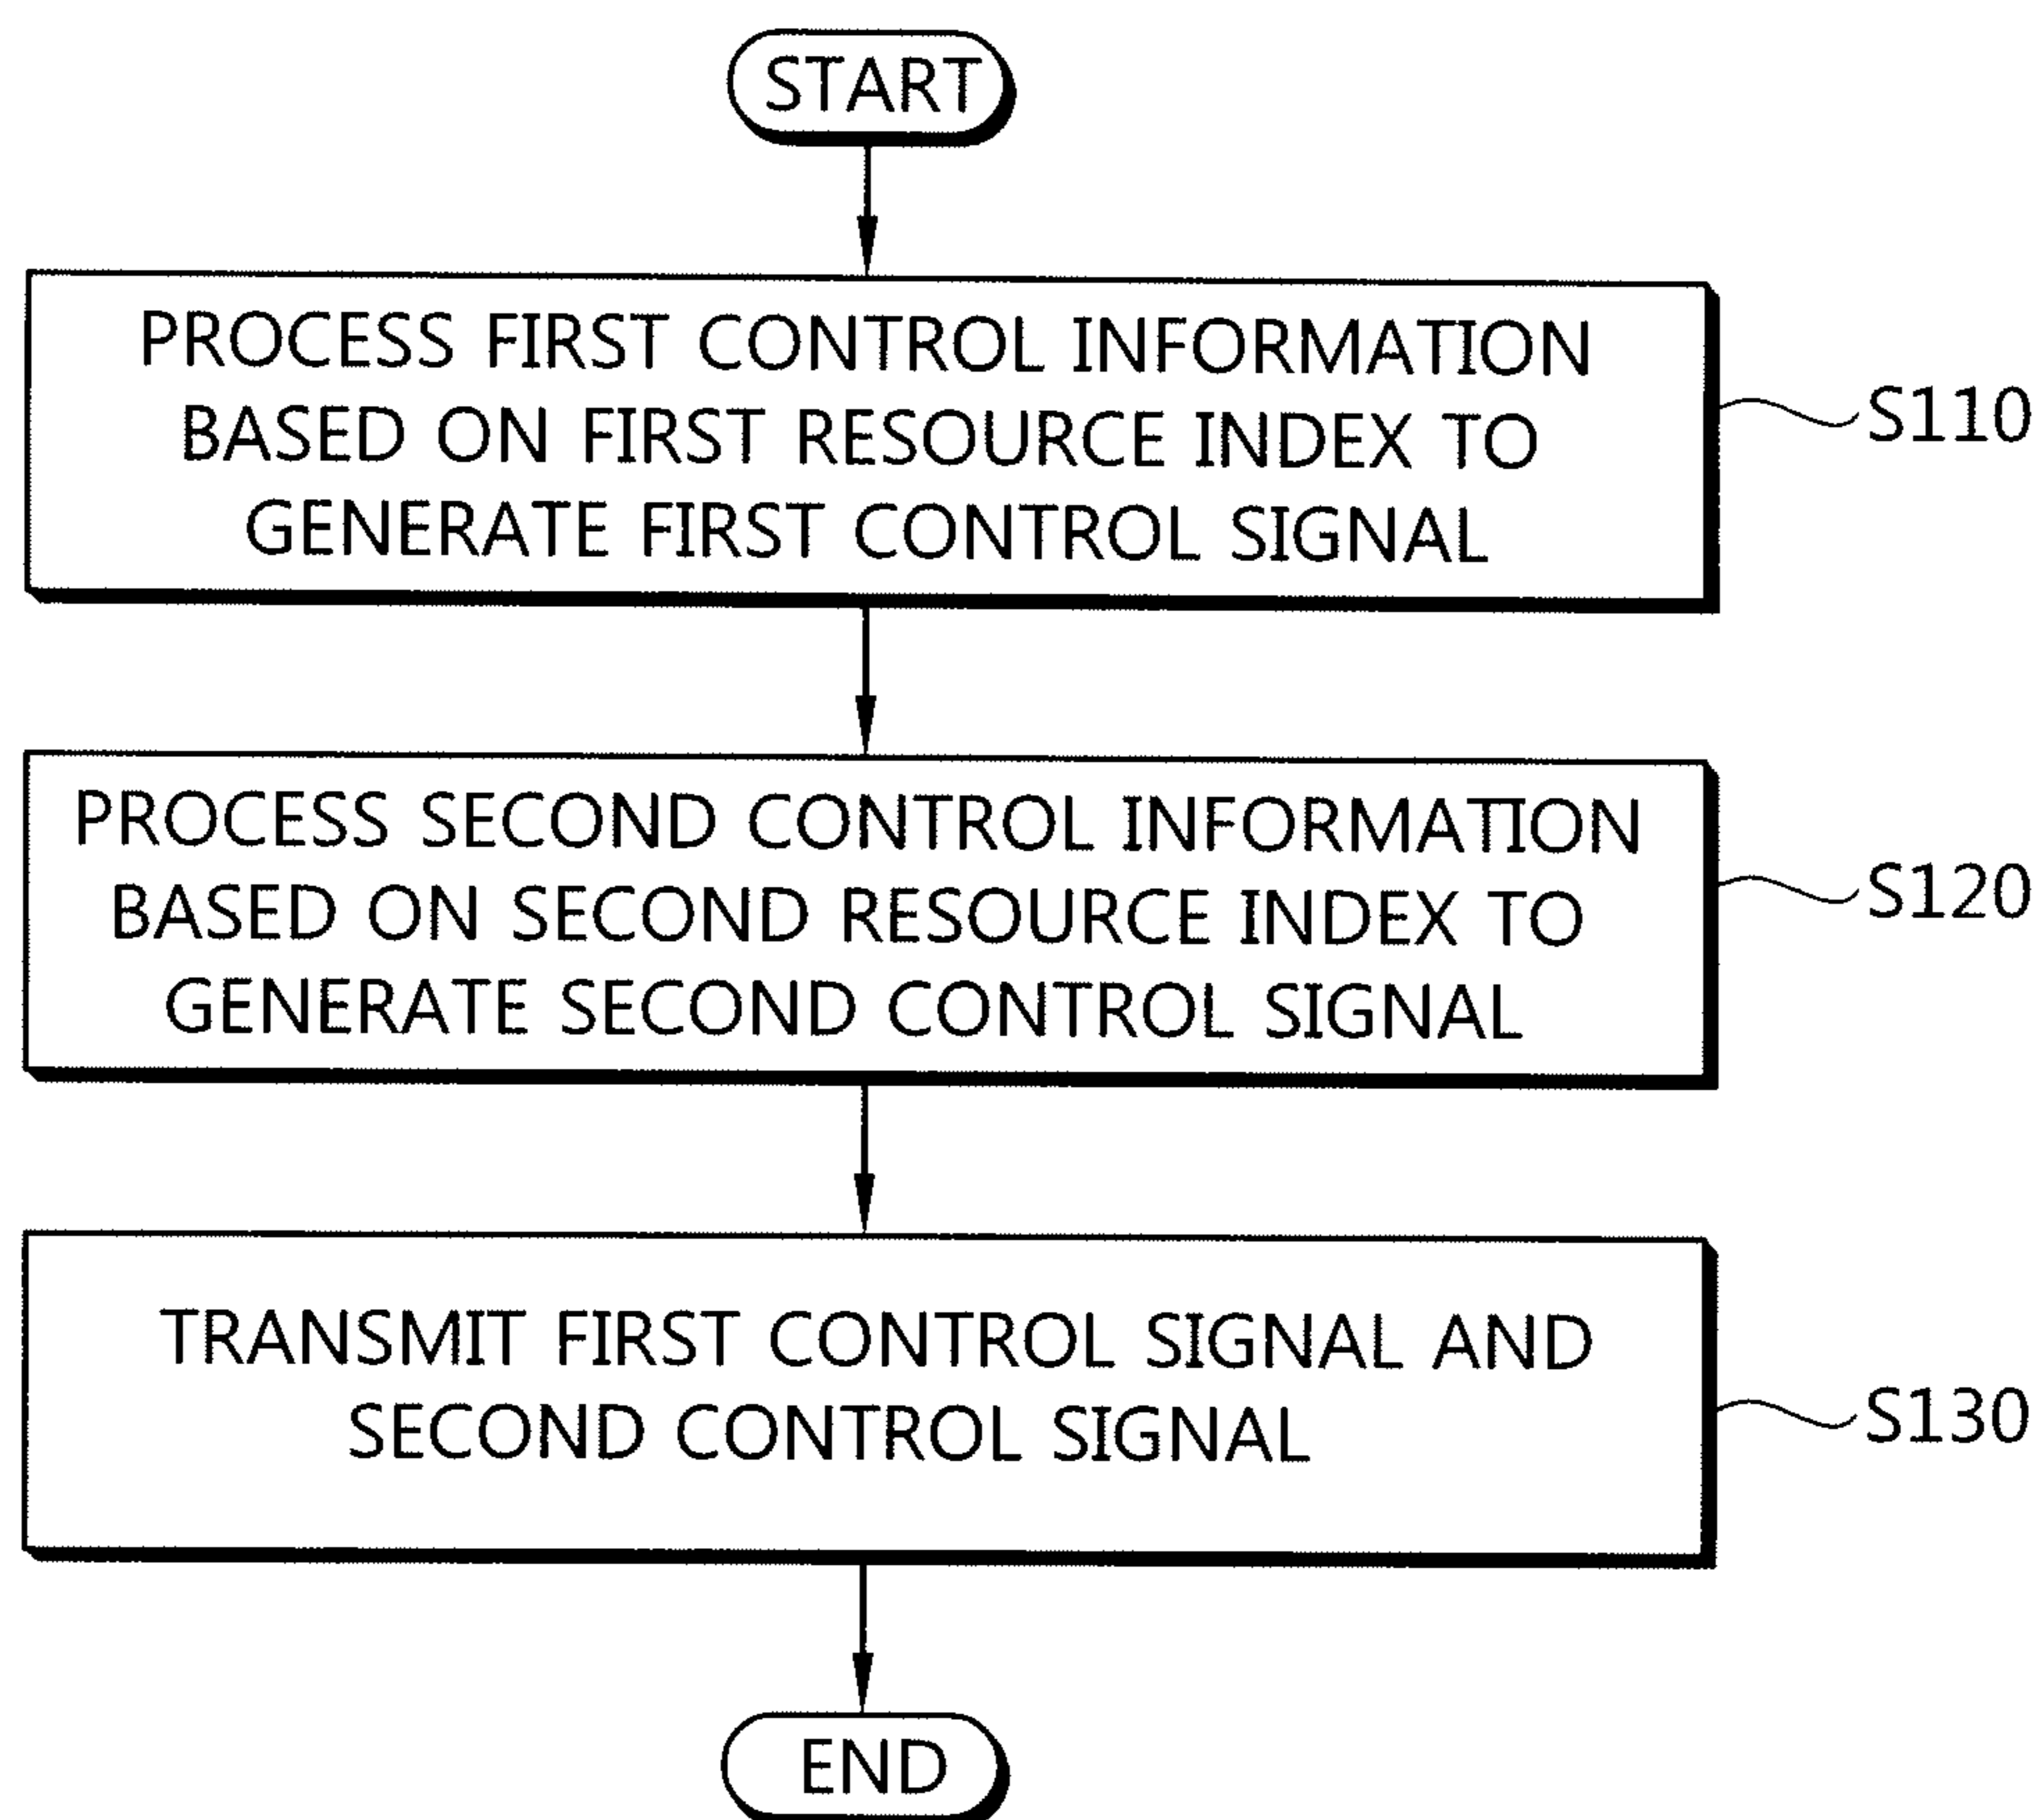 START
PROCESS FIRST CONTROL INFORMATION
BASED ON FIRST RESOURCE INDEX TO
GENERATE FIRST CONTROL SIGNAL
S110
PROCESS SECOND CONTROL INFORMATION
BASED ON SECOND RESOURCE INDEX TO
GENERATE SECOND CONTROL SIGNAL
S120
TRANSMIT FIRST CONTROL SIGNAL AND
SECOND CONTROL SIGNAL
S130
END